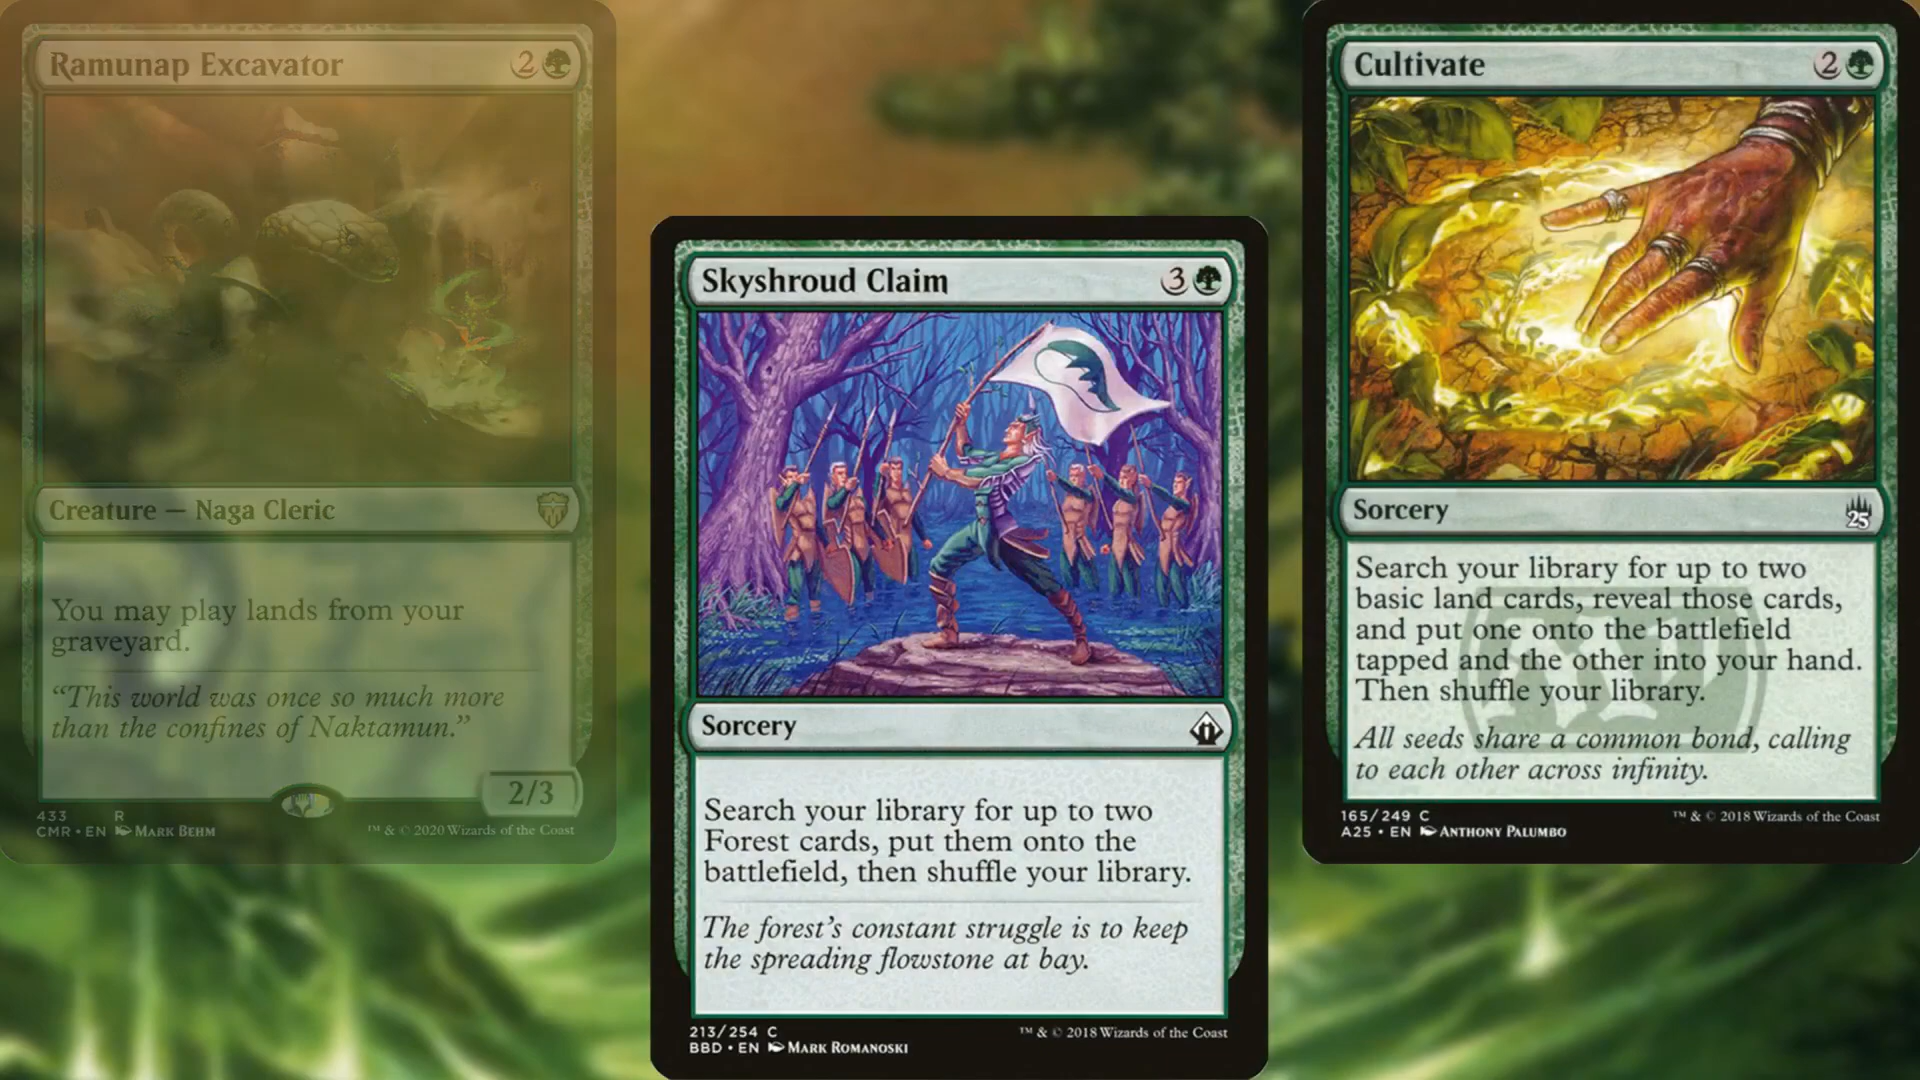 Ramunap Excavator 2
Creature — Naga Cleric
You may play lands from your
graveyard.
“This world was once so much more
than the confines of Naktamun.”
2/3
433 R
CMR • EN MARK BEHM
™ & © 2020 Wizards of the Coast
Skyshroud Claim 3
Sorcery
Search your library for up to two
Forest cards, put them onto the
battlefield, then shuffle your library.
The forest’s constant struggle is to keep
the spreading flowstone at bay.
213/254 C
BBD • EN MARK ROMANOSKI
™ & © 2018 Wizards of the Coast
Cultivate 2
Sorcery
25
Search your library for up to two
basic land cards, reveal those cards,
and put one onto the battlefield
tapped and the other into your hand.
Then shuffle your library.
All seeds share a common bond, calling
to each other across infinity.
165/249 C
A25 • EN ANTHONY PALUMBO
™ & © 2018 Wizards of the Coast